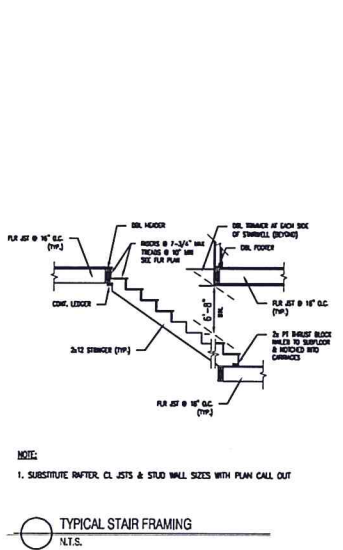 DBL HEADER
RISERS @ 7-3/4" MAX
TREADS @ 10" MIN
SEE FLR PLAN
DBL TRIMMER AT EACH SIDE
OF STAIRWELL (BEYOND)
DBL FOOTER
FLR JST @ 16" O.C.
(TYP.)
CONT. LEDGER
6'-8"
FLR JST @ 16" O.C.
(TYP.)
2x12 STRINGER (TYP.)
2x PT THRUST BLOCK
NAILED TO SUBFLOOR
& NOTCHED INTO
CARRIAGES
FLR JST @ 16" O.C.
(TYP.)
NOTE:
1. SUBSTITUTE RAFTER, CL JSTS & STUD WALL SIZES WITH PLAN CALL OUT
TYPICAL STAIR FRAMING
N.T.S.